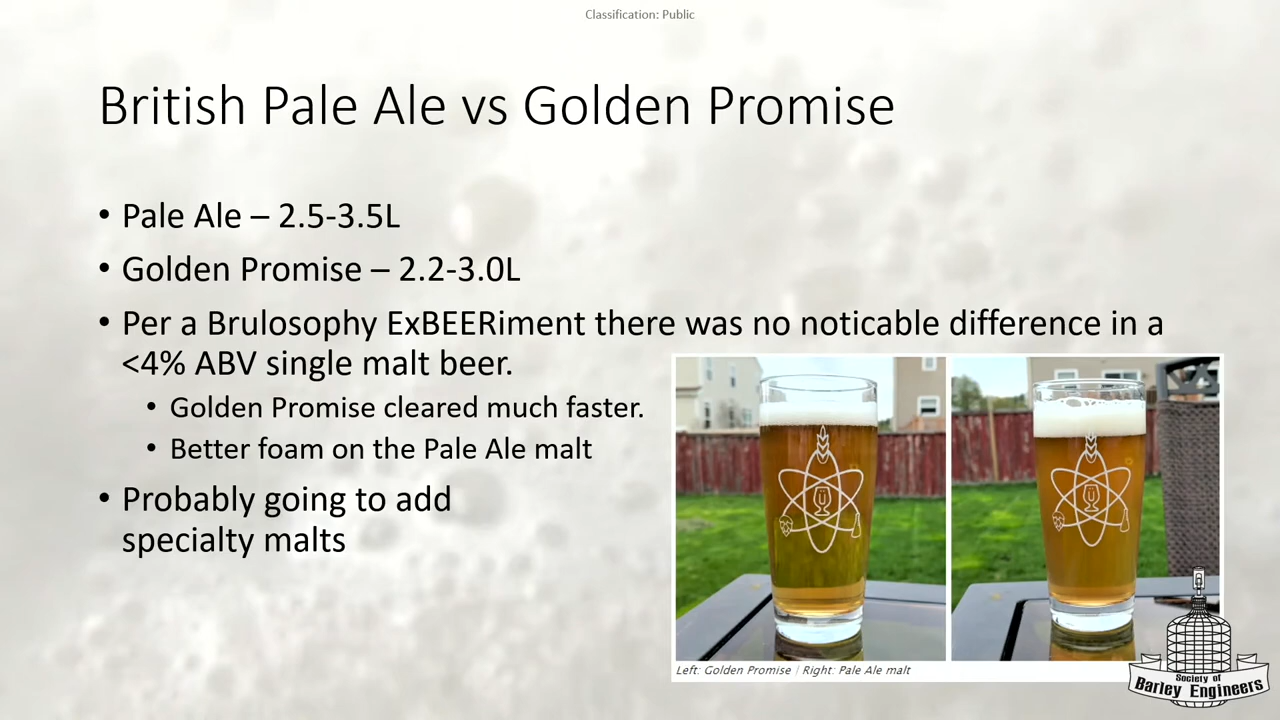 Classification: Public
British Pale Ale vs Golden Promise
• Pale Ale – 2.5-3.5L
• Golden Promise – 2.2-3.0L
• Per a Brulosophy ExBEERiment there was no noticable difference in a
<4% ABV single malt beer.
• Golden Promise cleared much faster.
• Better foam on the Pale Ale malt
• Probably going to add
specialty malts
Left: Golden Promise | Right: Pale Ale malt
Society of
Barley Engineers